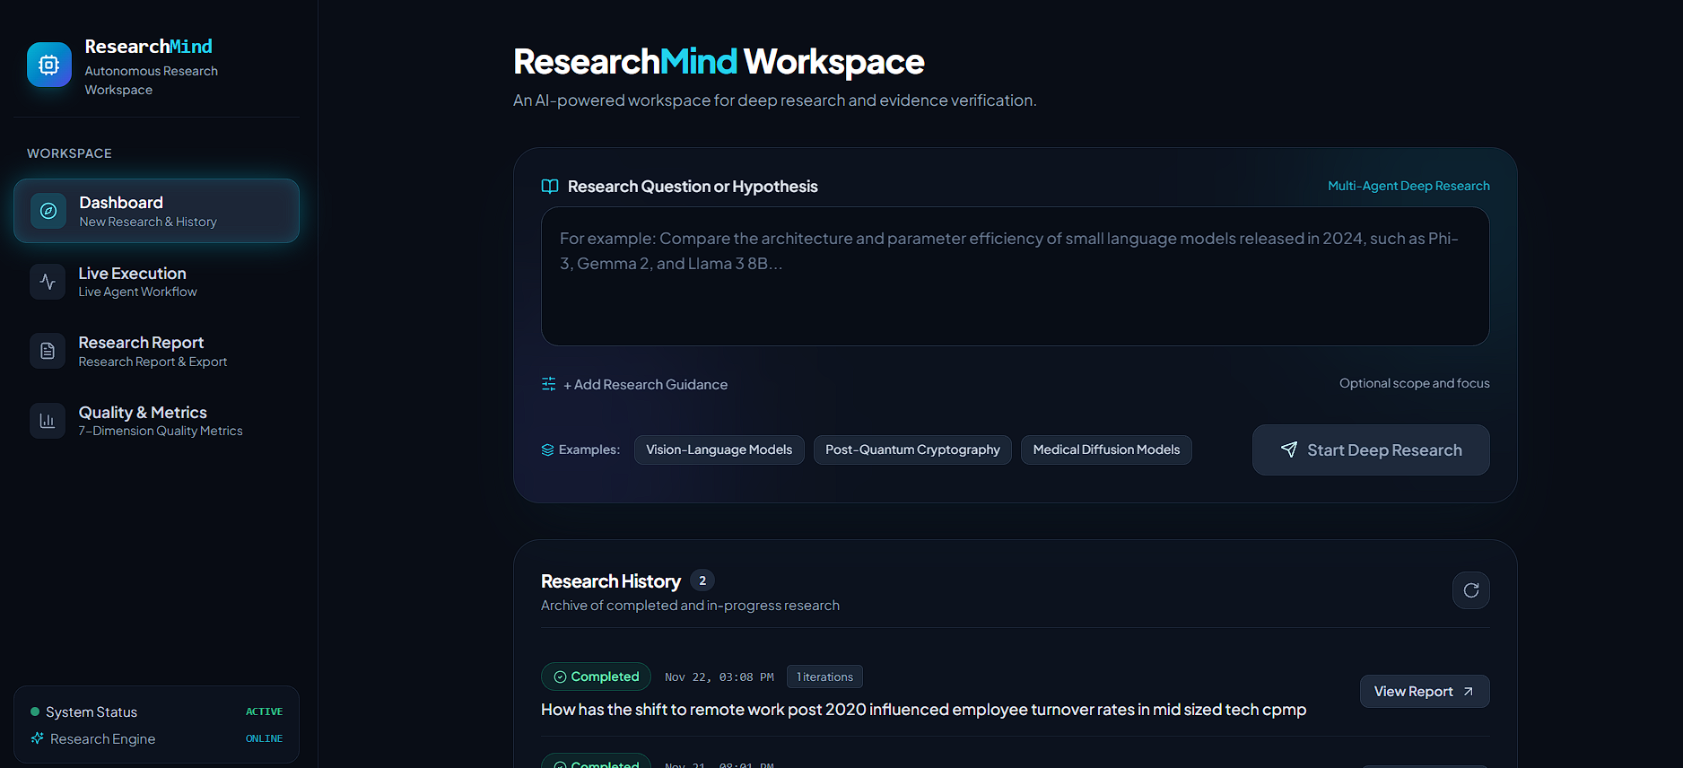 ResearchMind
Autonomous Research
Workspace
WORKSPACE
Dashboard
New Research & History
Live Execution
Live Agent Workflow
Research Report
Research Report & Export
Quality & Metrics
7-Dimension Quality Metrics
System Status ACTIVE
Research Engine ONLINE
ResearchMind Workspace
An AI-powered workspace for deep research and evidence verification.
Research Question or Hypothesis
Multi-Agent Deep Research
For example: Compare the architecture and parameter efficiency of small language models released in 2024, such as Phi-
3, Gemma 2, and Llama 3 8B...
+ Add Research Guidance
Optional scope and focus
Examples: Vision-Language Models Post-Quantum Cryptography Medical Diffusion Models
Start Deep Research
Research History 2
Archive of completed and in-progress research
Completed Nov 22, 03:08 PM 1 iterations
How has the shift to remote work post 2020 influenced employee turnover rates in mid sized tech cpmp
View Report
Completed Nov 21, 08:01 PM